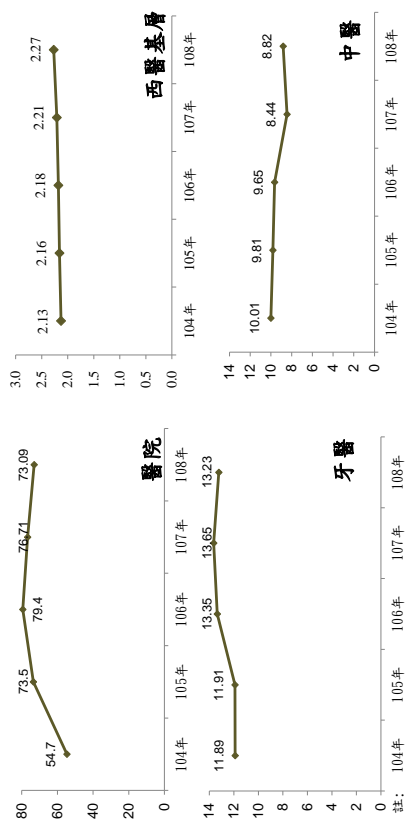 80
60
40
20
0
54.7
73.5
79.4
76.71
73.09
104年
105年
106年
107年
108年
醫院
3.0
2.5
2.0
1.5
1.0
0.5
0.0
2.13
2.16
2.18
2.21
2.27
104年
105年
106年
107年
108年
西醫基層
14
12
10
8
6
4
2
0
11.89
11.91
13.35
13.65
13.23
104年
105年
106年
107年
108年
牙醫
14
12
10
8
6
4
2
0
10.01
9.81
9.65
8.44
8.82
104年
105年
106年
107年
108年
中醫
註: